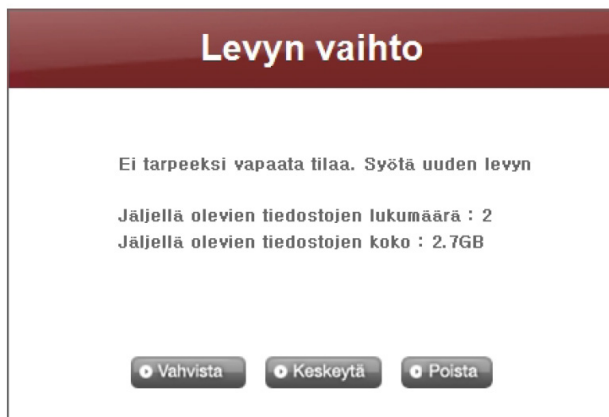 Levyn vaihto
Ei tarpeeksi vapaata tilaa. Syötä uuden levyn
Jäljellä olevien tiedostojen lukumäärä : 2
Jäljellä olevien tiedostojen koko : 2.7GB
Vahvista Keskeytä Poista